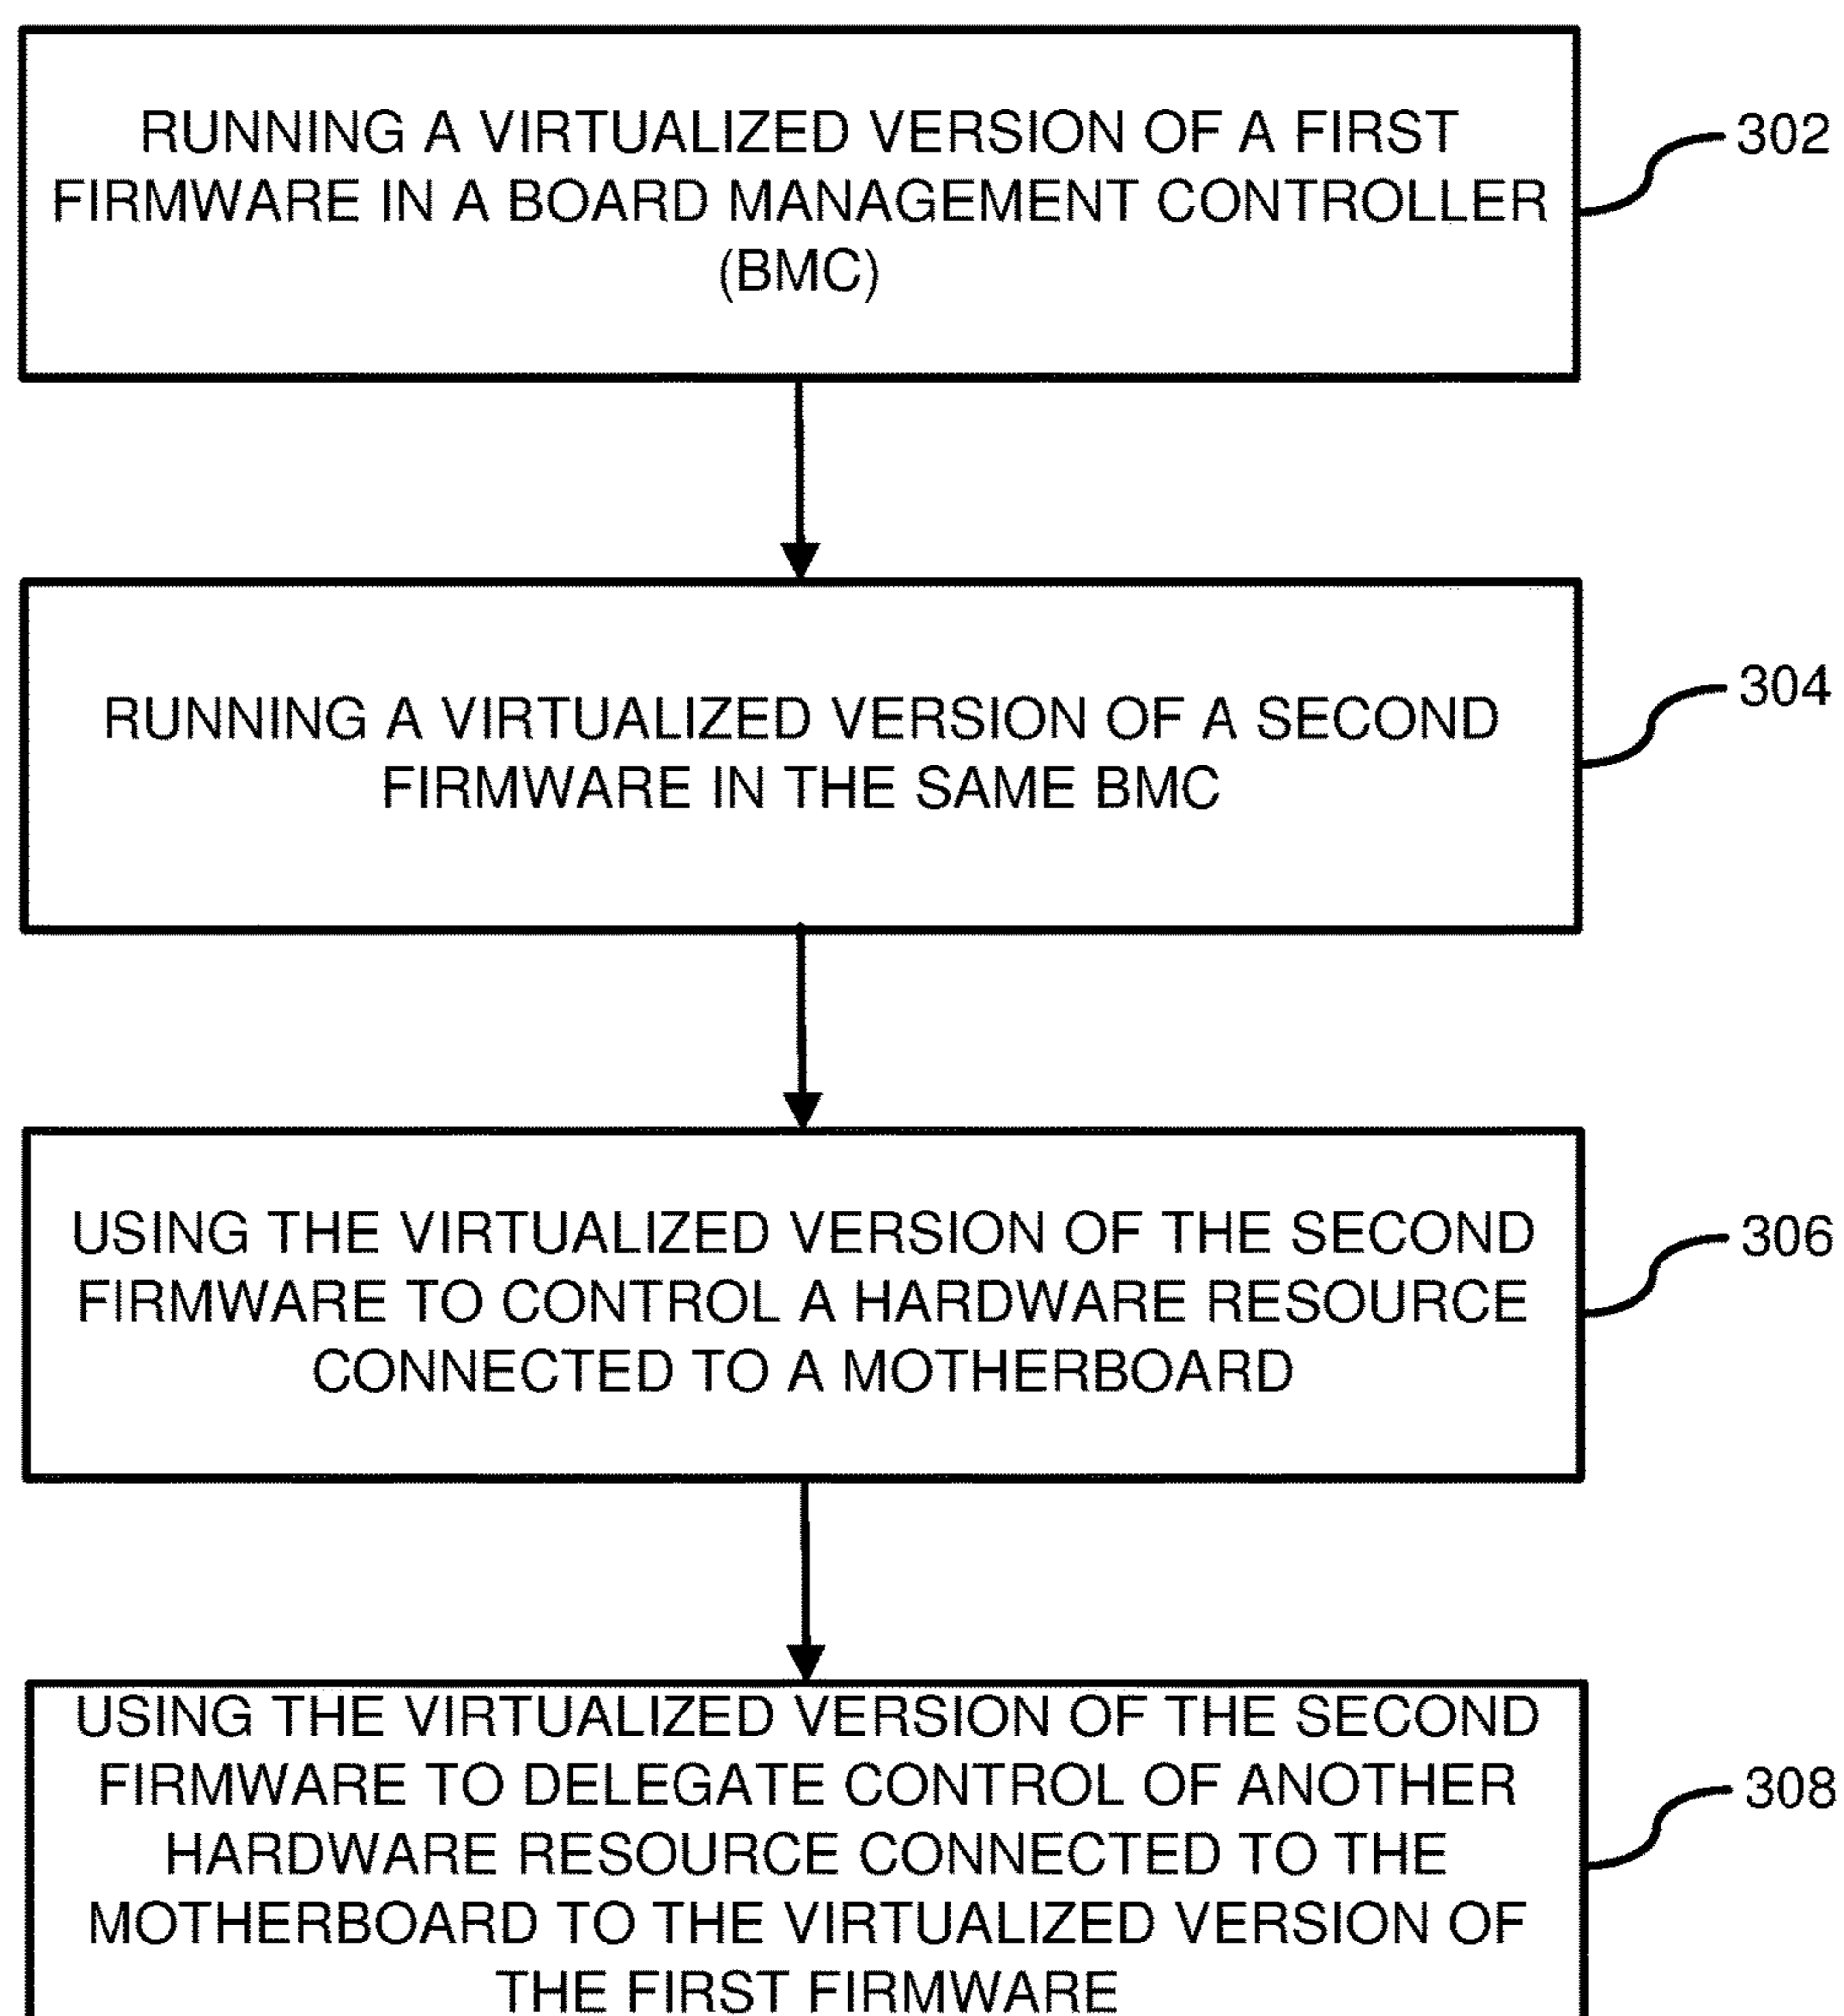 RUNNING A VIRTUALIZED VERSION OF A FIRST
FIRMWARE IN A BOARD MANAGEMENT CONTROLLER
(BMC)
302
RUNNING A VIRTUALIZED VERSION OF A SECOND
FIRMWARE IN THE SAME BMC
304
USING THE VIRTUALIZED VERSION OF THE SECOND
FIRMWARE TO CONTROL A HARDWARE RESOURCE
CONNECTED TO A MOTHERBOARD
306
USING THE VIRTUALIZED VERSION OF THE SECOND
FIRMWARE TO DELEGATE CONTROL OF ANOTHER
HARDWARE RESOURCE CONNECTED TO THE
MOTHERBOARD TO THE VIRTUALIZED VERSION OF
THE FIRST FIRMWARE
308